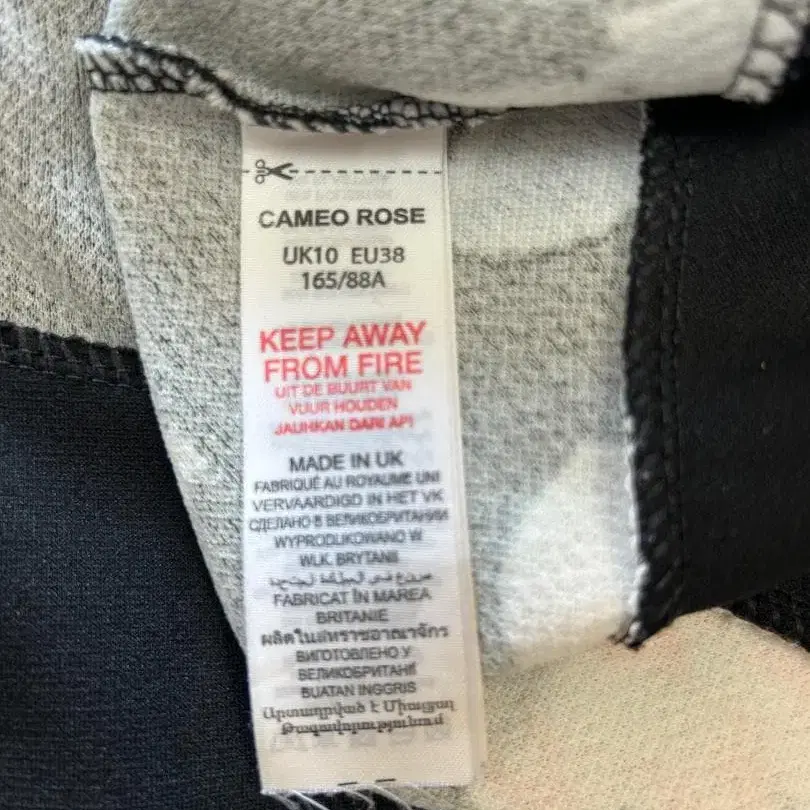 CAMEO ROSE
UK10 EU38
165/88A
KEEP AWAY
FROM FIRE
UIT DE BUURT VAN
VUUR HOUDEN
JAUHKAN DARI API
MADE IN UK
FABRIQUÉ AU ROYAUME UNI
VERVAARDIGD IN HET VK
СДЕЛАНО В ВЕЛИКОБРИТАНИИ
WYPRODUKOWANO W
WLK. BRYTANII
صنع في المملكة المتحدة
FABRICAT ÎN MAREA
BRITANIE
ผลิตในสหราชอาณาจักร
ВИГОТОВЛЕНО У
ВЕЛИКОБРИТАНІЇ
BUATAN INGGRIS
Արտադրված է Միացյալ
Թագավորությունում